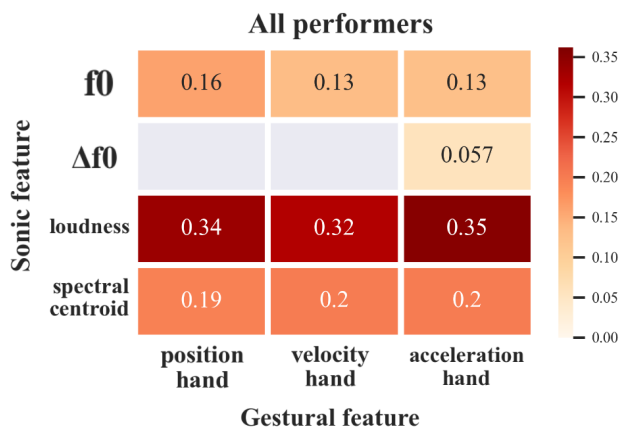 All performers
f0
0.16 0.13 0.13
Δf0
0.057
loudness
0.34 0.32 0.35
spectral
centroid
0.19 0.2 0.2
Sonic feature
position
hand
velocity
hand
acceleration
hand
Gestural feature
0.35
0.30
0.25
0.20
0.15
0.10
0.05
0.00